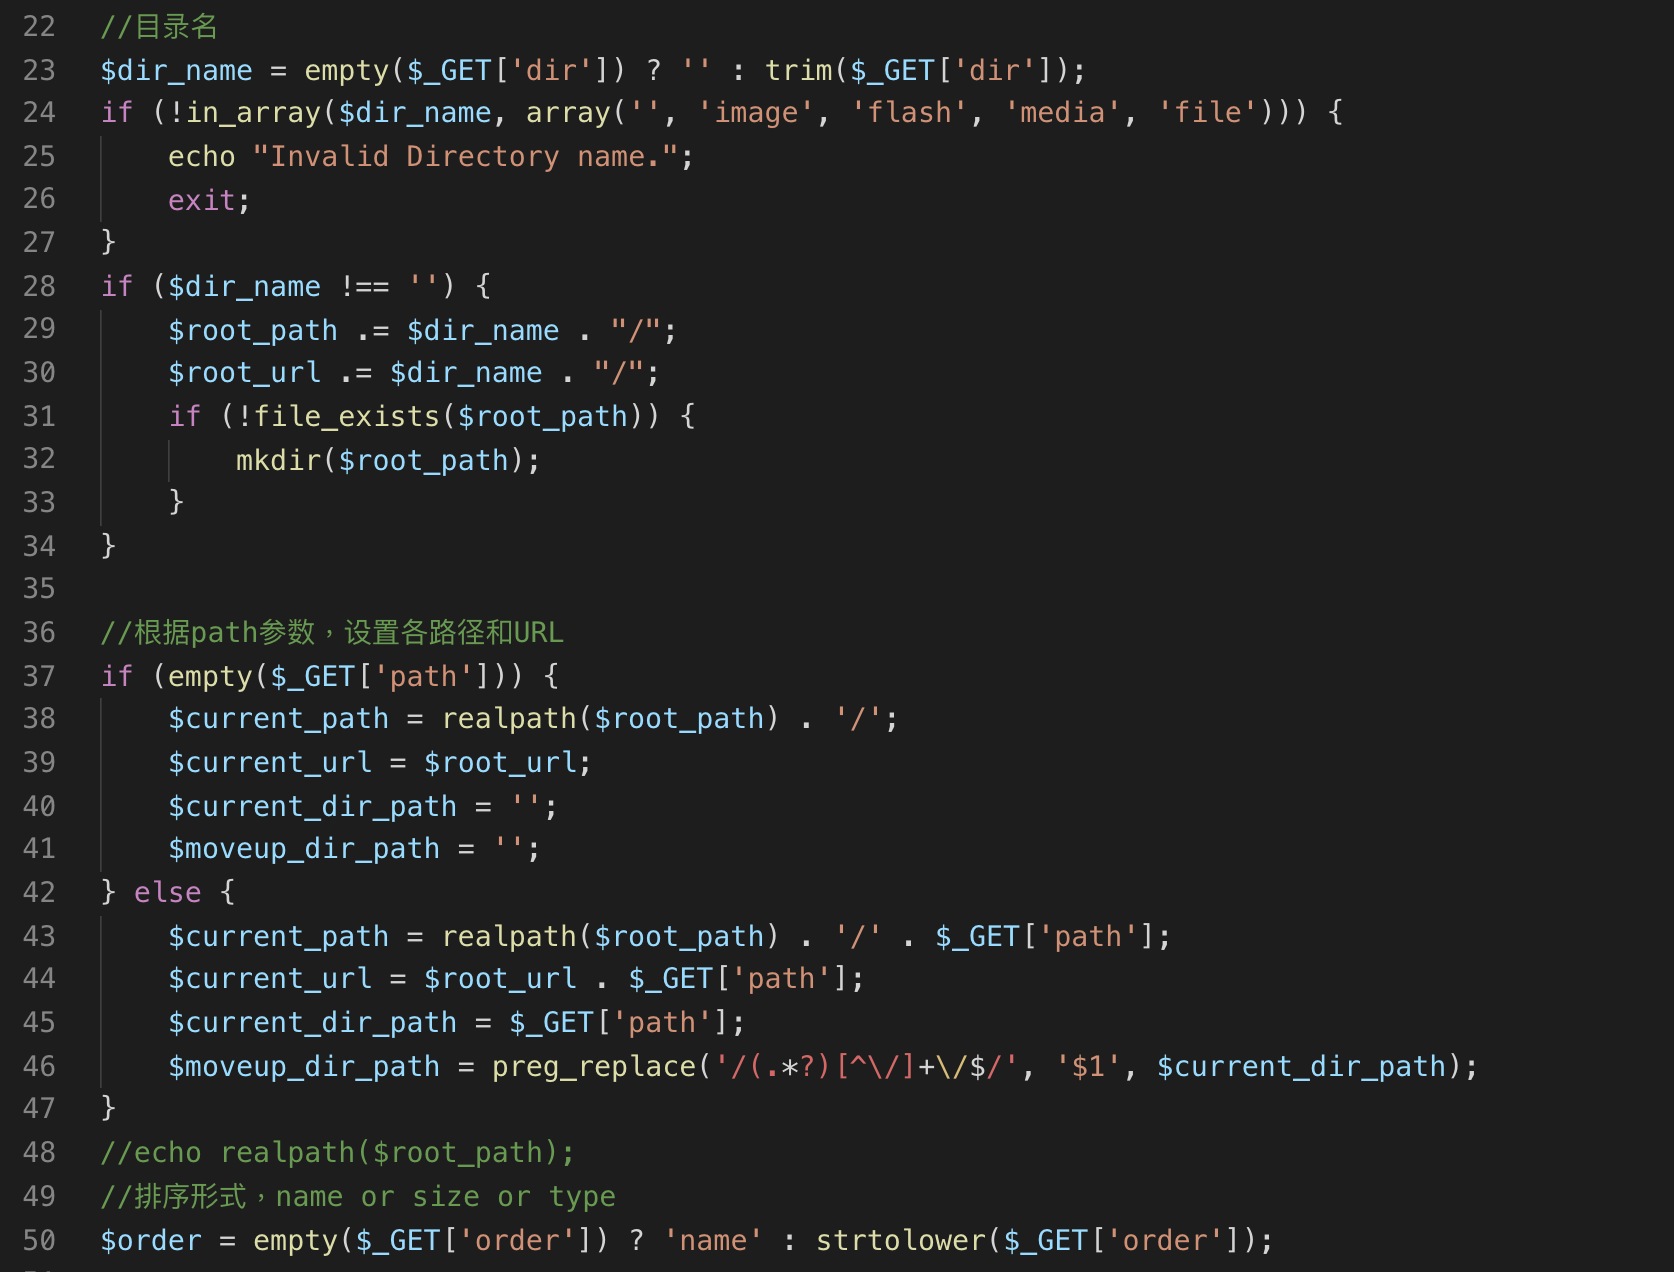 22 //目录名
23 $dir_name = empty($_GET['dir']) ? '' : trim($_GET['dir']);
24 if (!in_array($dir_name, array('', 'image', 'flash', 'media', 'file'))) {
25     echo "Invalid Directory name.";
26     exit;
27 }
28 if ($dir_name !== '') {
29     $root_path .= $dir_name . "/";
30     $root_url .= $dir_name . "/";
31     if (!file_exists($root_path)) {
32         mkdir($root_path);
33     }
34 }
35
36 //根据path参数，设置各路径和URL
37 if (empty($_GET['path'])) {
38     $current_path = realpath($root_path) . '/';
39     $current_url = $root_url;
40     $current_dir_path = '';
41     $moveup_dir_path = '';
42 } else {
43     $current_path = realpath($root_path) . '/' . $_GET['path'];
44     $current_url = $root_url . $_GET['path'];
45     $current_dir_path = $_GET['path'];
46     $moveup_dir_path = preg_replace('/(.*?)[^\/]+\/$/', '$1', $current_dir_path);
47 }
48 //echo realpath($root_path);
49 //排序形式，name or size or type
50 $order = empty($_GET['order']) ? 'name' : strtolower($_GET['order']);